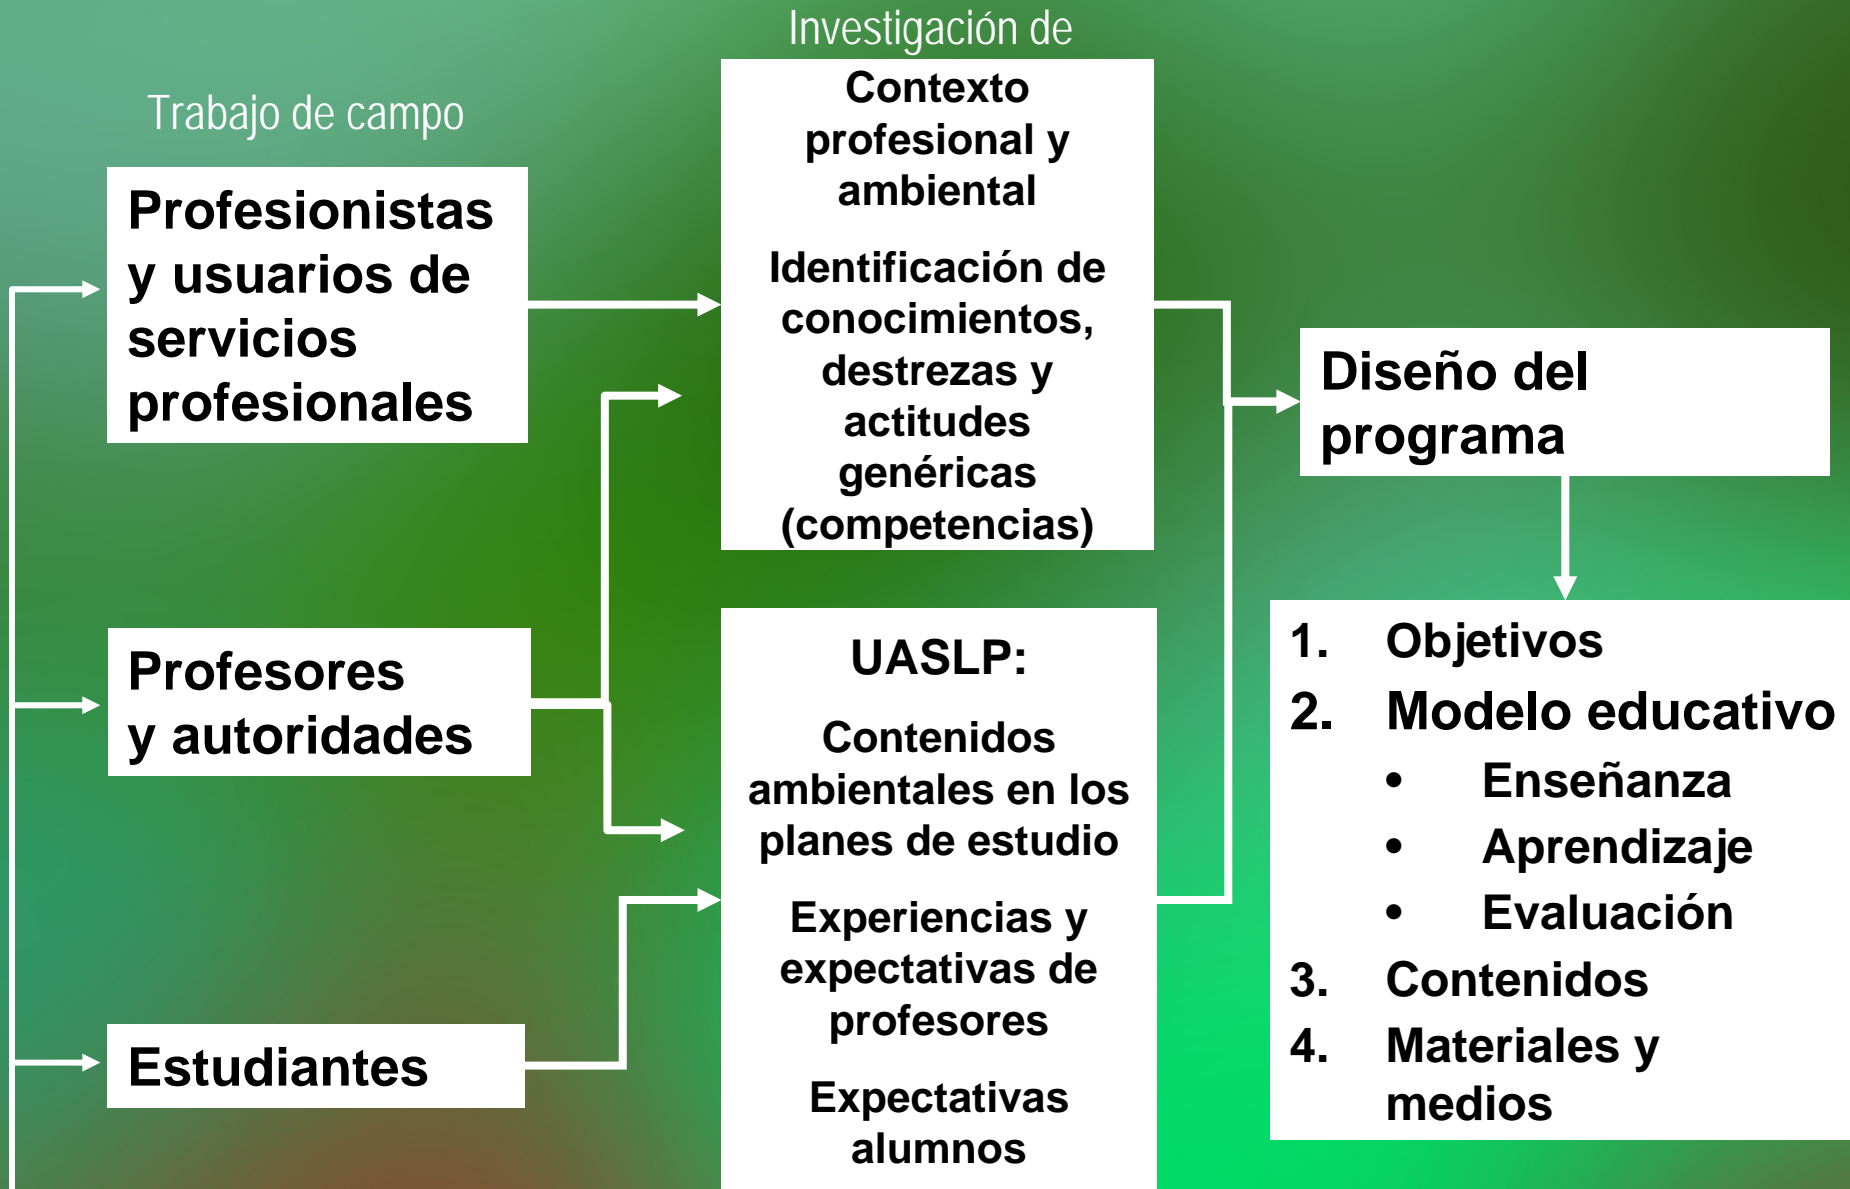 Trabajo de campo
Profesionistas
y usuarios de
servicios
profesionales
Profesores
y autoridades
Estudiantes
Investigación de
Contexto
profesional y
ambiental
Identificación de
conocimientos,
destrezas y
actitudes
genéricas
(competencias)
UASLP:
Contenidos
ambientales en los
planes de estudio
Experiencias y
expectativas de
profesores
Expectativas
alumnos
Diseño del
programa
1. Objetivos
2. Modelo educativo
• Enseñanza
• Aprendizaje
• Evaluación
3. Contenidos
4. Materiales y
medios